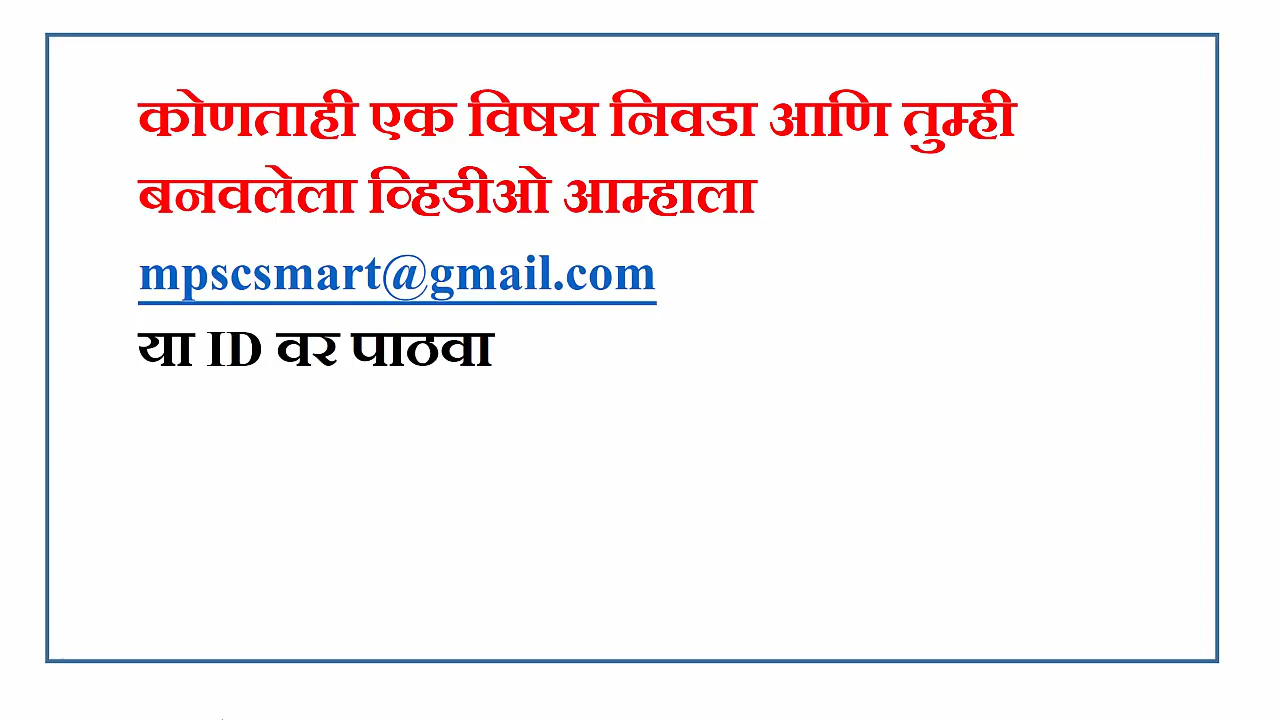 कोणताही एक विषय निवडा आणि तुम्ही
बनवलेला व्हिडीओ आम्हाला
mpscsmart@gmail.com
या ID वर पाठवा